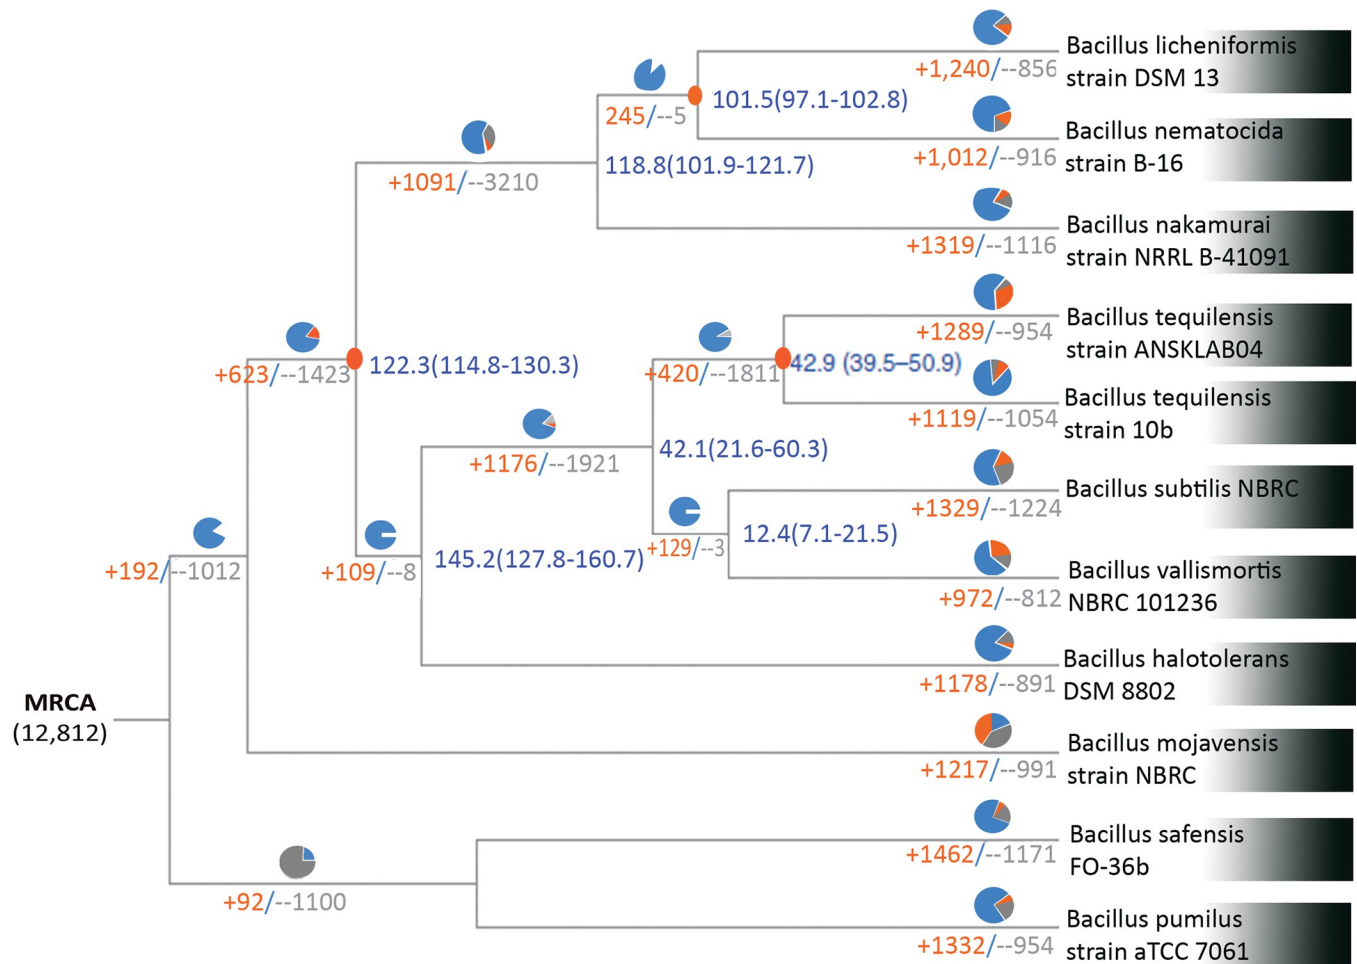 Bacillus licheniformis
strain DSM 13
+1,240/--856
245/--5
101.5(97.1-102.8)
Bacillus nematocida
strain B-16
+1,012/--916
+1091/--3210
118.8(101.9-121.7)
Bacillus nakamurai
strain NRRL B-41091
+1319/--1116
Bacillus tequilensis
strain ANSKLAB04
+1289/--954
+623/--1423
122.3(114.8-130.3)
+420/--1811
42.9 (39.5–50.9)
Bacillus tequilensis
strain 10b
+1119/--1054
+1176/--1921
42.1(21.6-60.3)
Bacillus subtilis NBRC
+1329/--1224
+192/--1012
+109/--8
145.2(127.8-160.7)
+129/--3
12.4(7.1-21.5)
Bacillus vallismortis
NBRC 101236
+972/--812
Bacillus halotolerans
DSM 8802
+1178/--891
MRCA
(12,812)
Bacillus mojavensis
strain NBRC
+1217/--991
Bacillus safensis
FO-36b
+1462/--1171
+92/--1100
Bacillus pumilus
strain aTCC 7061
+1332/--954